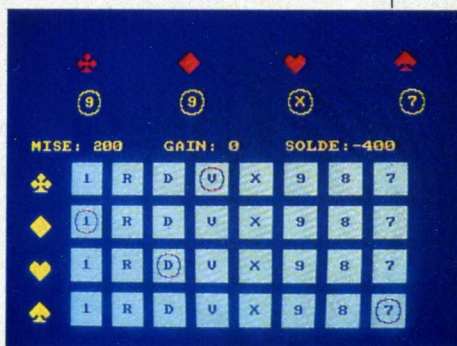 9 9 X 7
MISE: 200 GAIN: 0 SOLDE:-400
1 R D V X 9 8 7
1 R D V X 9 8 7
1 R D V X 9 8 7
1 R D V X 9 8 7